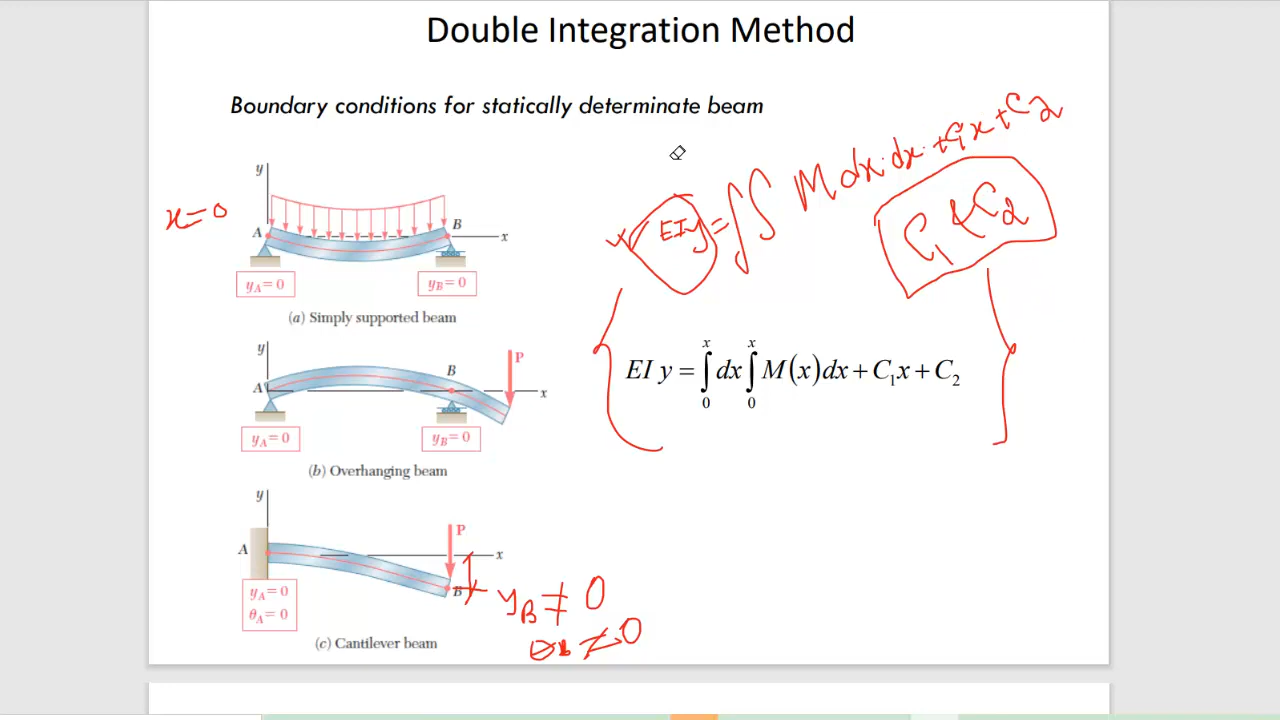 Double Integration Method
Boundary conditions for statically determinate beam
EIy = ∬ M dx. dx. + C1x + C2
C1 & C2
x = 0
y
A
B
x
yA = 0
yB = 0
(a) Simply supported beam
EI y = ∫₀ˣ dx ∫₀ˣ M(x)dx + C₁x + C₂
y
P
A
B
x
yA = 0
yB = 0
(b) Overhanging beam
y
P
A
x
B
yA = 0
θA = 0
yB ≠ 0
θB ≠ 0
(c) Cantilever beam